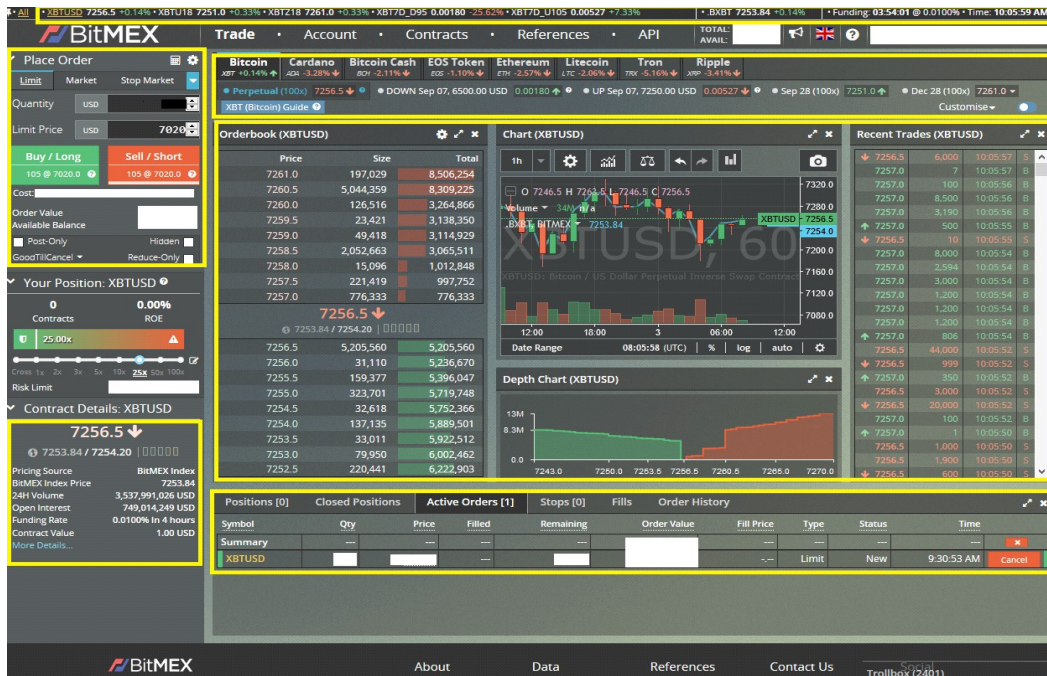 All • XBTUSD 7256.5 +0.14% • XBTU18 7251.0 +0.33% • XBTZ18 7261.0 +0.33% • XBT7D_D95 0.00180 -25.62% • XBT7D_U105 0.00527 +7.33% • .BXBT 7253.84 +0.14% • Funding: 03:54:01 @ 0.0100% • Time: 10:05:59 AM
BitMEX
Trade • Account • Contracts • References • API
TOTAL:
AVAIL:
Place Order
Limit Market Stop Market
Quantity USD
Limit Price USD 7020
Buy / Long
105 @ 7020.0
Sell / Short
105 @ 7020.0
Cost:
Order Value
Available Balance
Post-Only Hidden
GoodTillCancel Reduce-Only
Your Position: XBTUSD
0 0.00%
Contracts ROE
25.00x
Cross 1x 2x 3x 5x 10x 25x 50x 100x
Risk Limit
Contract Details: XBTUSD
7256.5
7253.84 / 7254.20
Pricing Source BitMEX Index
BitMEX Index Price 7253.84
24H Volume 3,537,991,026 USD
Open Interest 749,014,249 USD
Funding Rate 0.0100% in 4 hours
Contract Value 1.00 USD
More Details...
Bitcoin Cardano Bitcoin Cash EOS Token Ethereum Litecoin Tron Ripple
XBT +0.14% ADA -3.28% BCH -2.11% EOS -1.10% ETH -2.57% LTC -2.06% TRX -5.16% XRP -3.41%
Perpetual (100x) 7256.5 • DOWN Sep 07, 6500.00 USD 0.00180 • UP Sep 07, 7250.00 USD 0.00527 • Sep 28 (100x) 7251.0 • Dec 28 (100x) 7261.0
XBT (Bitcoin) Guide Customise
Orderbook (XBTUSD)
Price Size Total
7261.0 197,029 8,506,254
7260.5 5,044,359 8,309,225
7260.0 126,516 3,264,866
7259.5 23,421 3,138,350
7259.0 49,418 3,114,929
7258.5 2,052,663 3,065,511
7258.0 15,096 1,012,848
7257.5 221,419 997,752
7257.0 776,333 776,333
7256.5
7253.84 / 7254.20
7256.5 5,205,560 5,205,560
7256.0 31,110 5,236,670
7255.5 159,377 5,396,047
7255.0 323,701 5,719,748
7254.5 32,618 5,752,366
7254.0 137,135 5,889,501
7253.5 33,011 5,922,512
7253.0 79,950 6,002,462
7252.5 220,441 6,222,903
Chart (XBTUSD)
1h
O 7246.5 H 7261.5 L 7246.5 C 7256.5
Volume 34M n/a
.BXBT, BITMEX 7253.84
XBTUSD, 60
XBTUSD: Bitcoin / US Dollar Perpetual Inverse Swap Contract
7320.0
7280.0
XBTUSD 7256.5
7254.0
7200.0
7160.0
7120.0
7080.0
12:00 18:00 3 06:00 12:00
Date Range 08:05:58 (UTC) % log auto
Depth Chart (XBTUSD)
13M
8.3M
0.0
7243.0 7250.0 7253.5 7256.5 7260.5 7265.0 7270.0
Recent Trades (XBTUSD)
7256.5 6,000 10:05:57 S
7257.0 7 10:05:57 B
7257.0 100 10:05:56 B
7257.0 8,500 10:05:56 B
7257.0 3,190 10:05:56 B
7257.0 500 10:05:55 B
7256.5 10 10:05:55 S
7257.0 8,000 10:05:54 B
7257.0 2,594 10:05:54 B
7257.0 3,000 10:05:54 B
7257.0 1,200 10:05:54 B
7257.0 1,200 10:05:54 B
7257.0 1,200 10:05:54 B
7257.0 806 10:05:54 B
7256.5 44,000 10:05:52 S
7256.5 999 10:05:52 S
7257.0 350 10:05:52 B
7256.5 3,000 10:05:52 S
7256.5 20,000 10:05:52 S
7257.0 100 10:05:52 B
7257.0 1 10:05:50 B
7256.5 1,000 10:05:50 S
7256.5 1,900 10:05:50 S
7256.5 600 10:05:50 S
Positions [0] Closed Positions Active Orders [1] Stops [0] Fills Order History
Symbol Qty Price Filled Remaining Order Value Fill Price Type Status Time
Summary --- --- --- --- --- --- --- ---
XBTUSD --- -.-- Limit New 9:30:53 AM Cancel
BitMEX
About Data References Contact Us Social
Trollbox (2401)